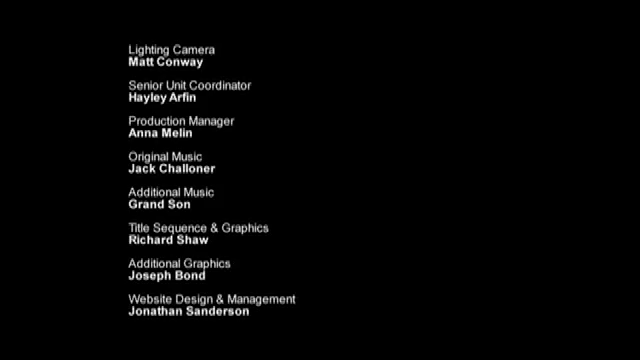 Lighting Camera
Matt Conway
Senior Unit Coordinator
Hayley Arfin
Production Manager
Anna Melin
Original Music
Jack Challoner
Additional Music
Grand Son
Title Sequence & Graphics
Richard Shaw
Additional Graphics
Joseph Bond
Website Design & Management
Jonathan Sanderson